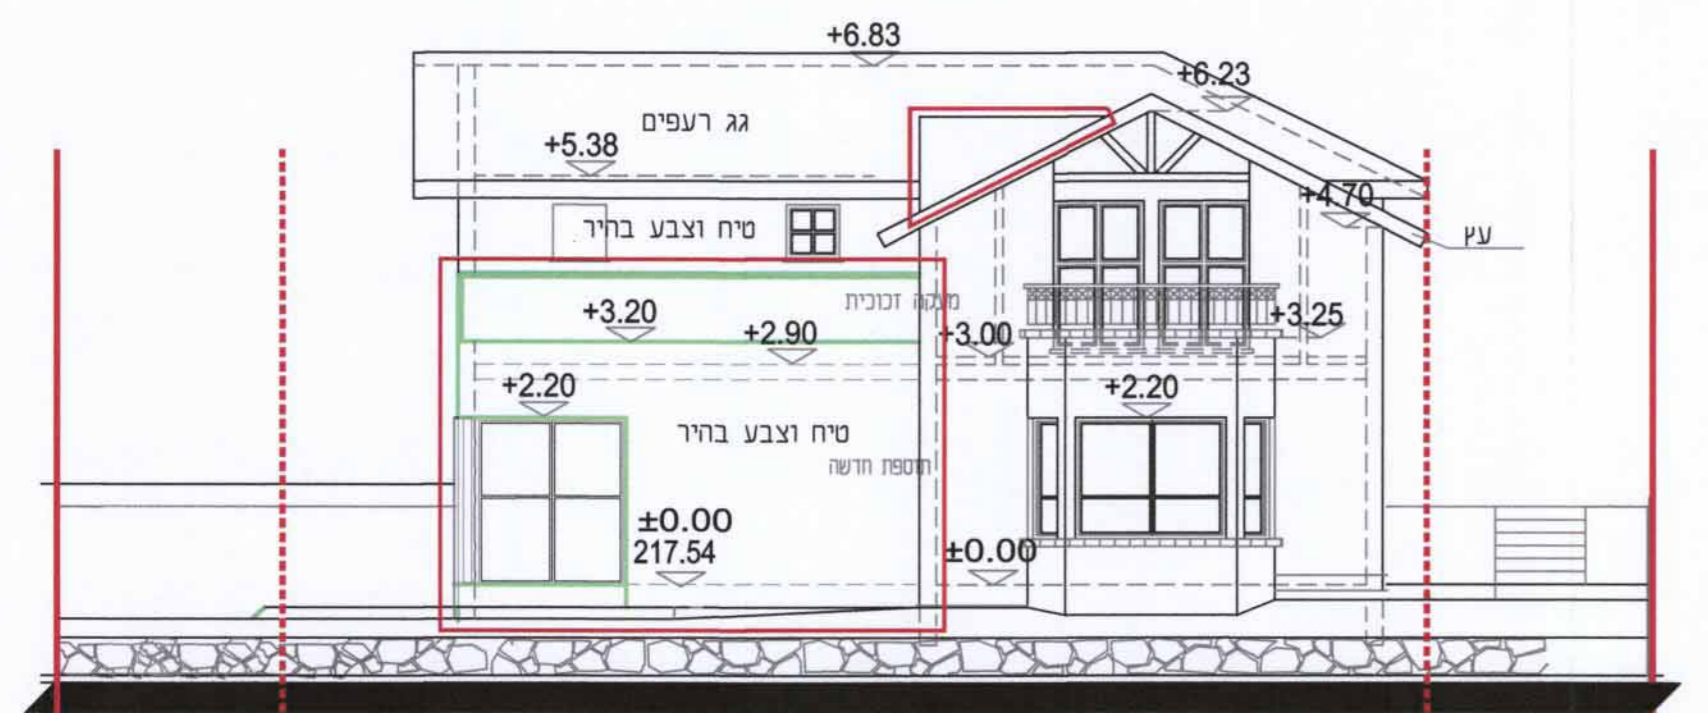 +6.83
+6.23
גג רעפים
+5.38
+4.70
טיח וצבע בהיר
עץ
מעקה זכוכית
+3.20
+2.90
+3.00
+3.25
+2.20
+2.20
טיח וצבע בהיר
תוספת חדשה
±0.00
217.54
±0.00